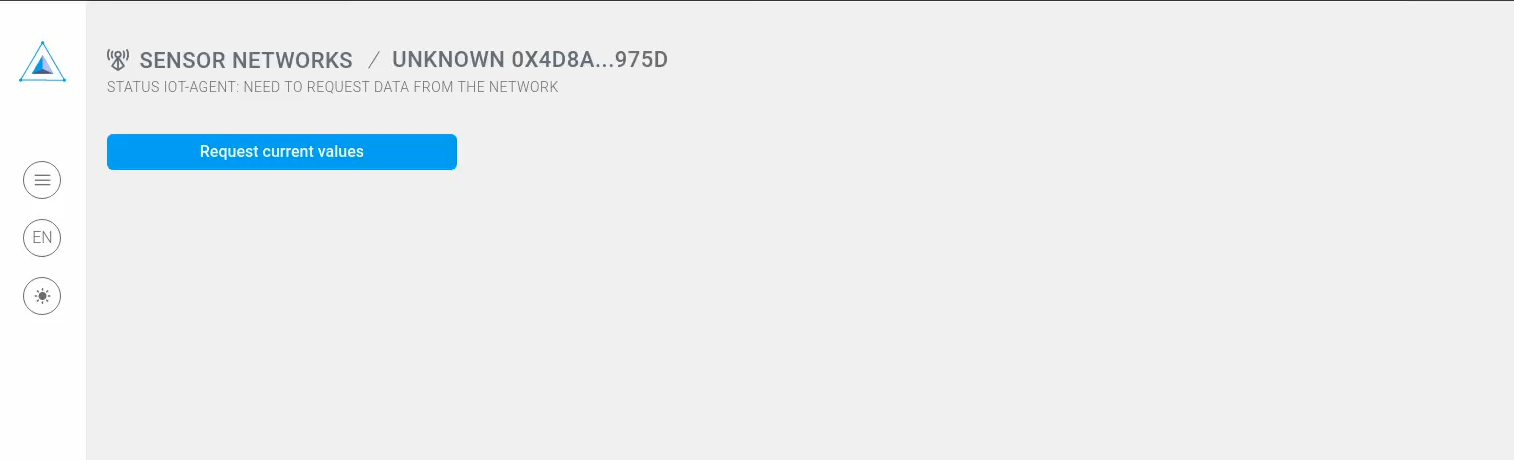 SENSOR NETWORKS / UNKNOWN 0X4D8A...975D
STATUS IOT-AGENT: NEED TO REQUEST DATA FROM THE NETWORK
Request current values
EN